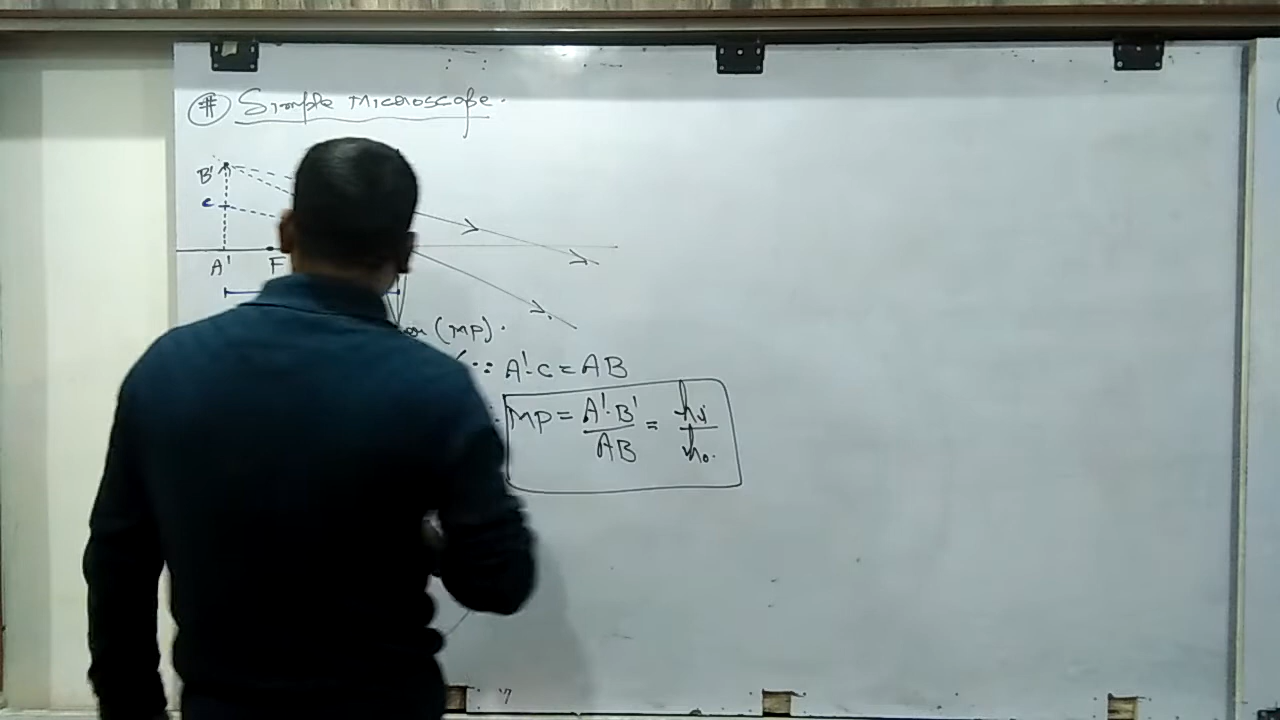 # Simple Microscope.
B'
c
A' F
(MP).
∵ A'c = AB
MP = A'B'/AB = hi/ho.